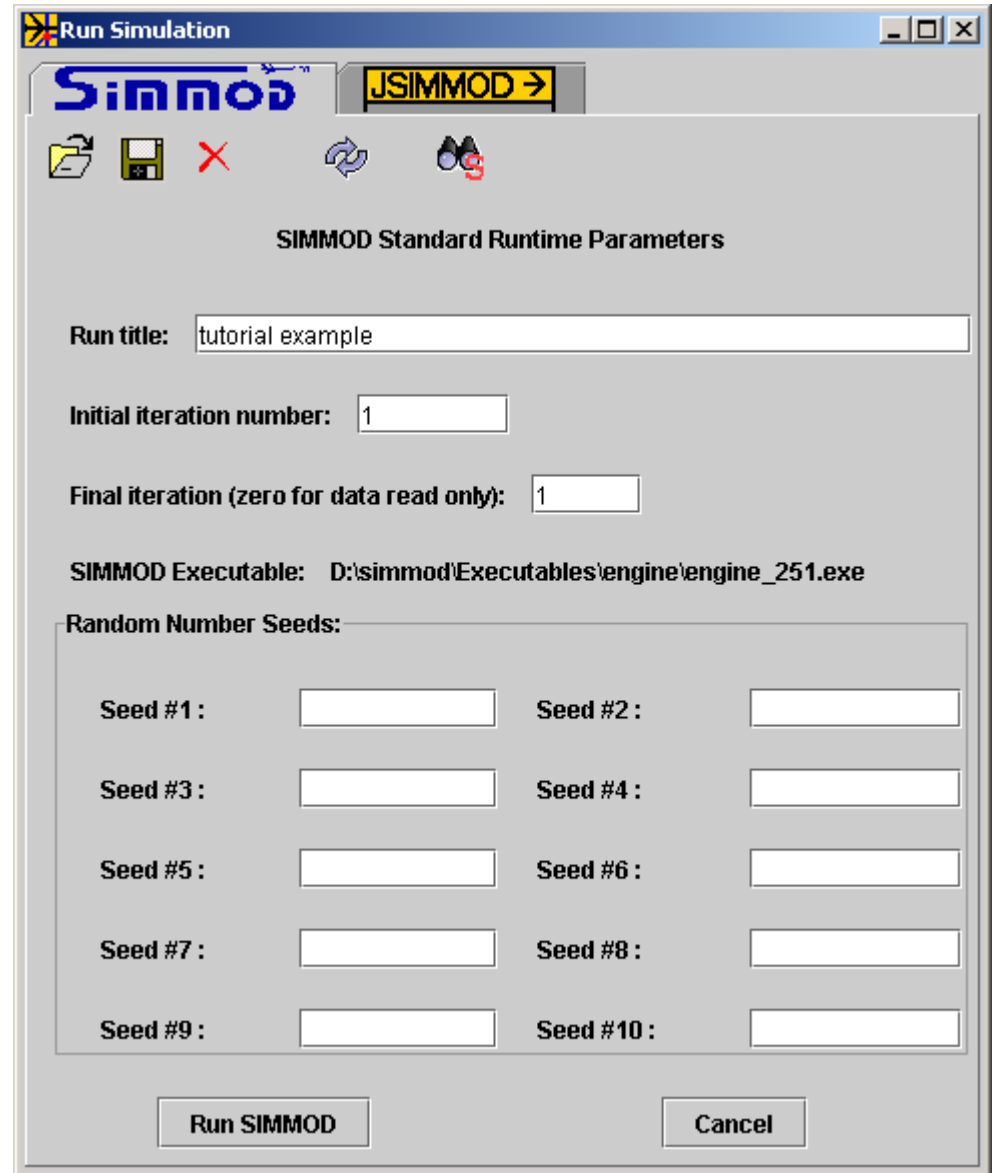 Run Simulation
Simmod JSIMMOD →
S
SIMMOD Standard Runtime Parameters
Run title: tutorial example
Initial iteration number: 1
Final iteration (zero for data read only): 1
SIMMOD Executable: D:\simmod\Executables\engine\engine_251.exe
Random Number Seeds:
Seed #1 : Seed #2 :
Seed #3 : Seed #4 :
Seed #5 : Seed #6 :
Seed #7 : Seed #8 :
Seed #9 : Seed #10 :
Run SIMMOD Cancel